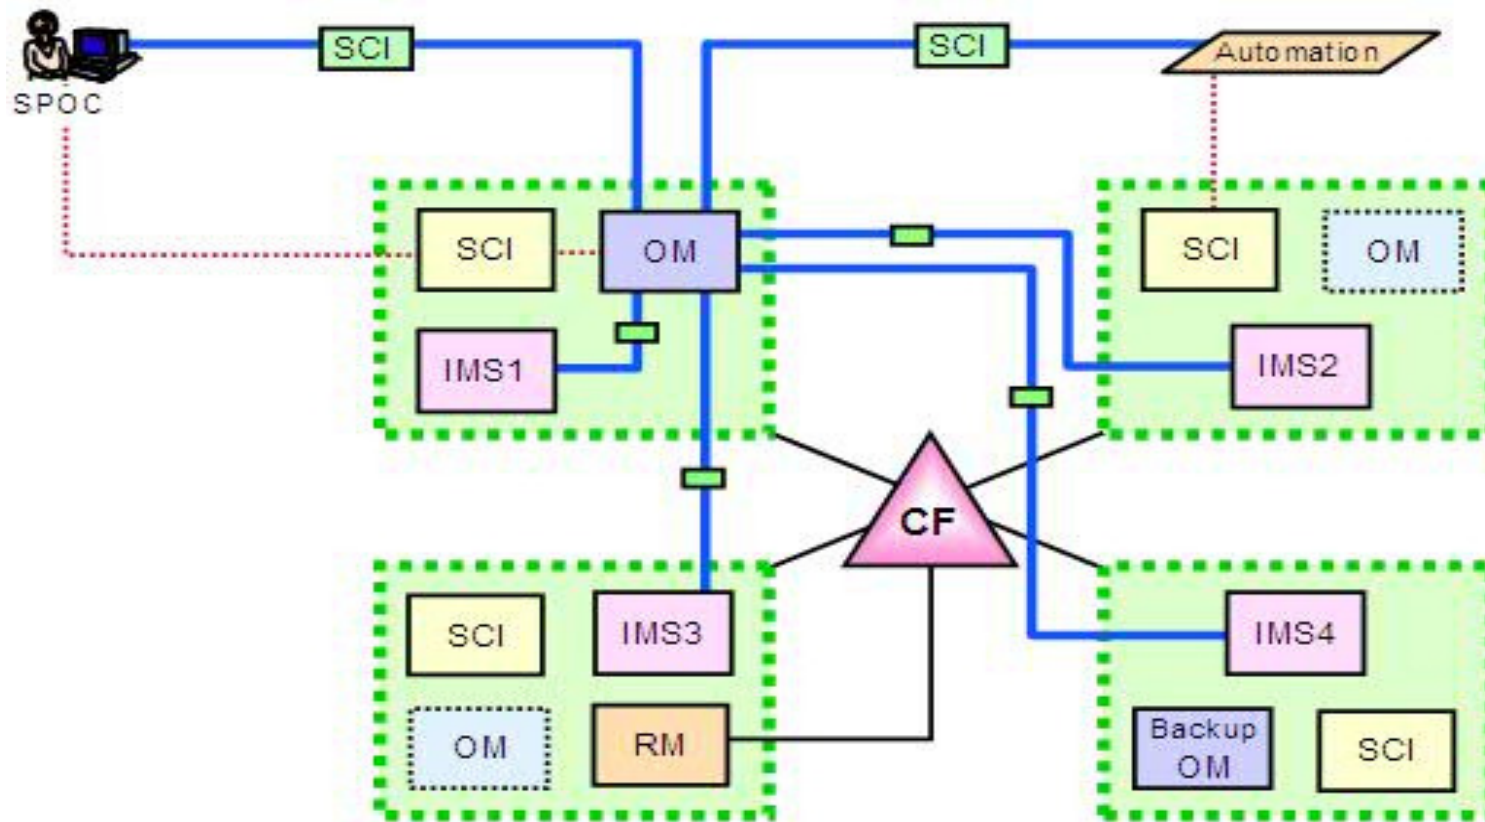 SCI
SCI
Automation
SPOC
SCI
OM
SCI
OM
IMS1
IMS2
CF
SCI
IMS3
IMS4
OM
RM
Backup
OM
SCI